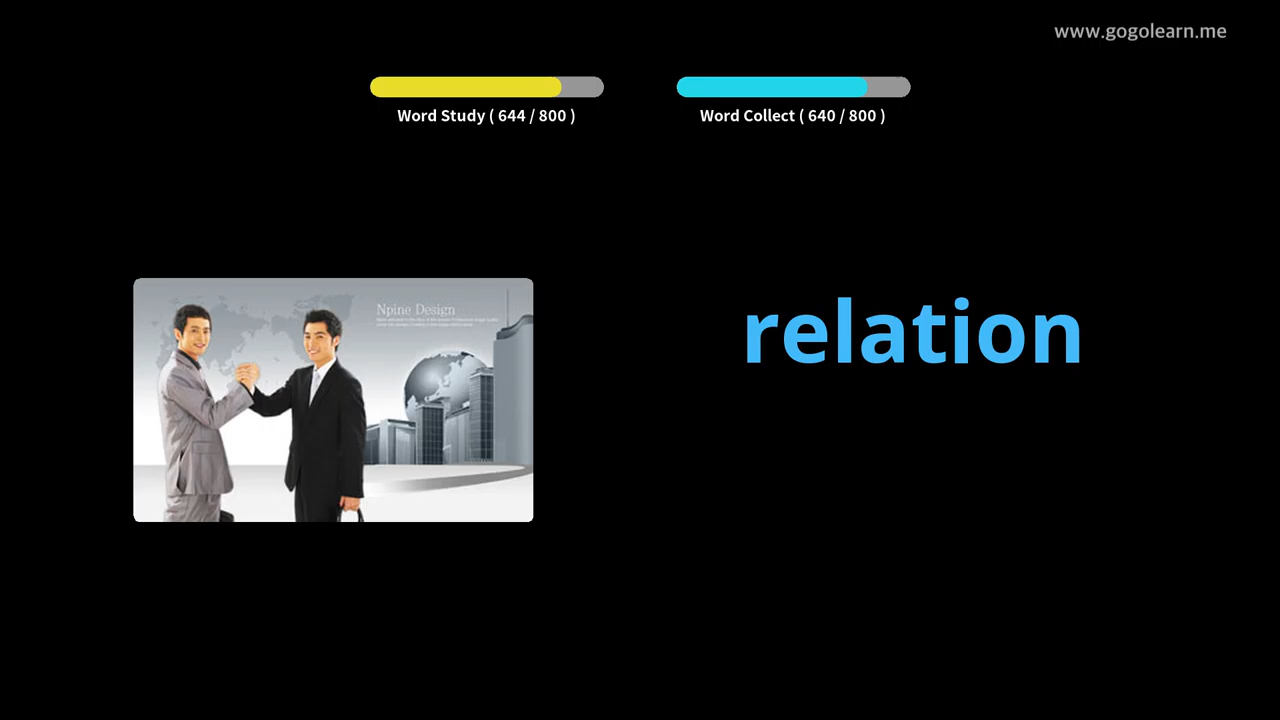 www.gogolearn.me
Word Study ( 644 / 800 )
Word Collect ( 640 / 800 )
Npine Design
relation